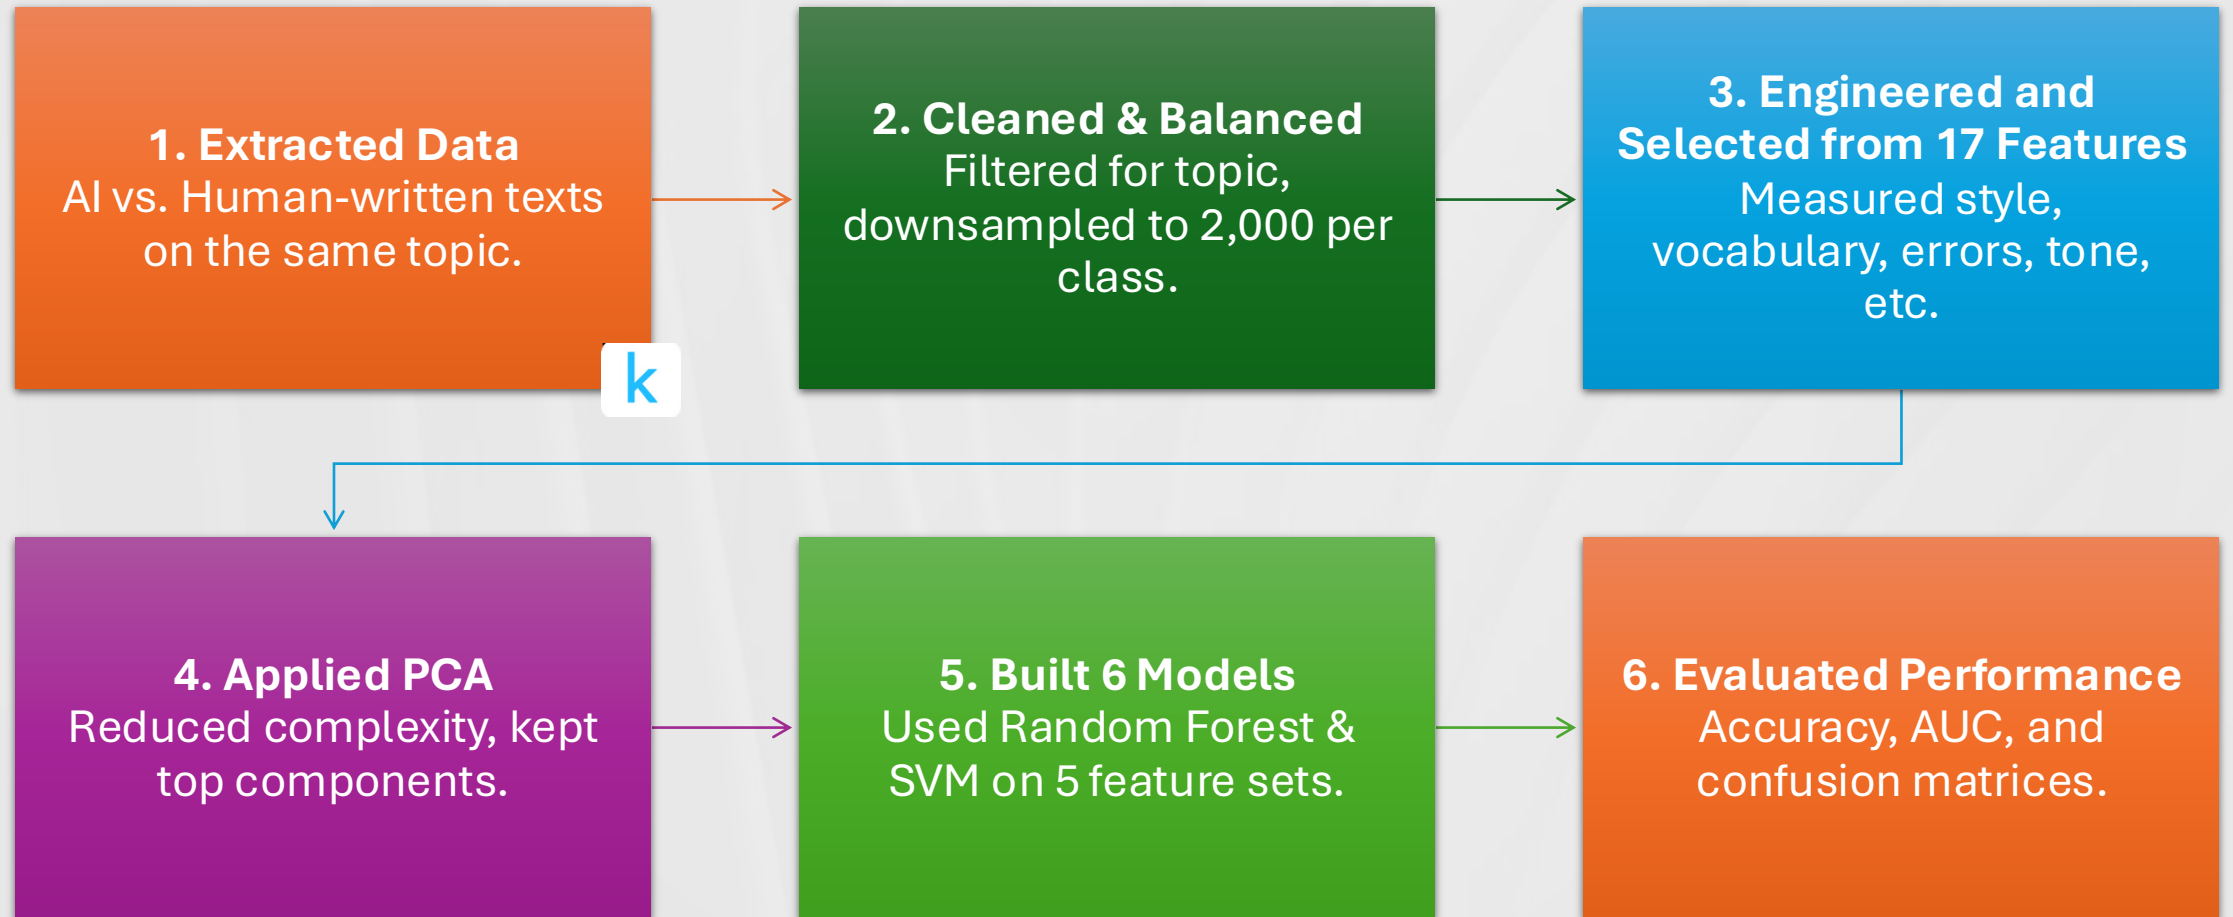 1. Extracted Data
AI vs. Human-written texts
on the same topic.
k
2. Cleaned & Balanced
Filtered for topic,
downsampled to 2,000 per
class.
3. Engineered and
Selected from 17 Features
Measured style,
vocabulary, errors, tone,
etc.
4. Applied PCA
Reduced complexity, kept
top components.
5. Built 6 Models
Used Random Forest &
SVM on 5 feature sets.
6. Evaluated Performance
Accuracy, AUC, and
confusion matrices.